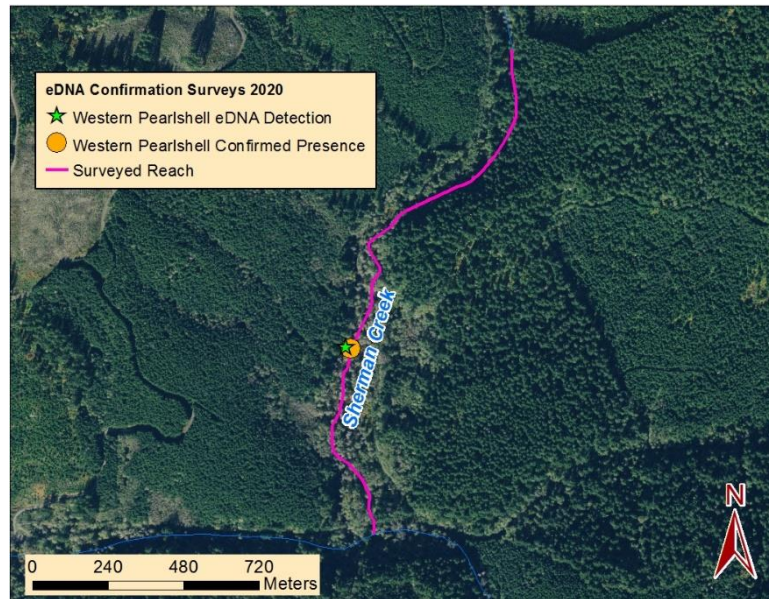 eDNA Confirmation Surveys 2020
Western Pearlshell eDNA Detection
Western Pearlshell Confirmed Presence
Surveyed Reach
Sherman Creek
N
0 240 480 720
Meters